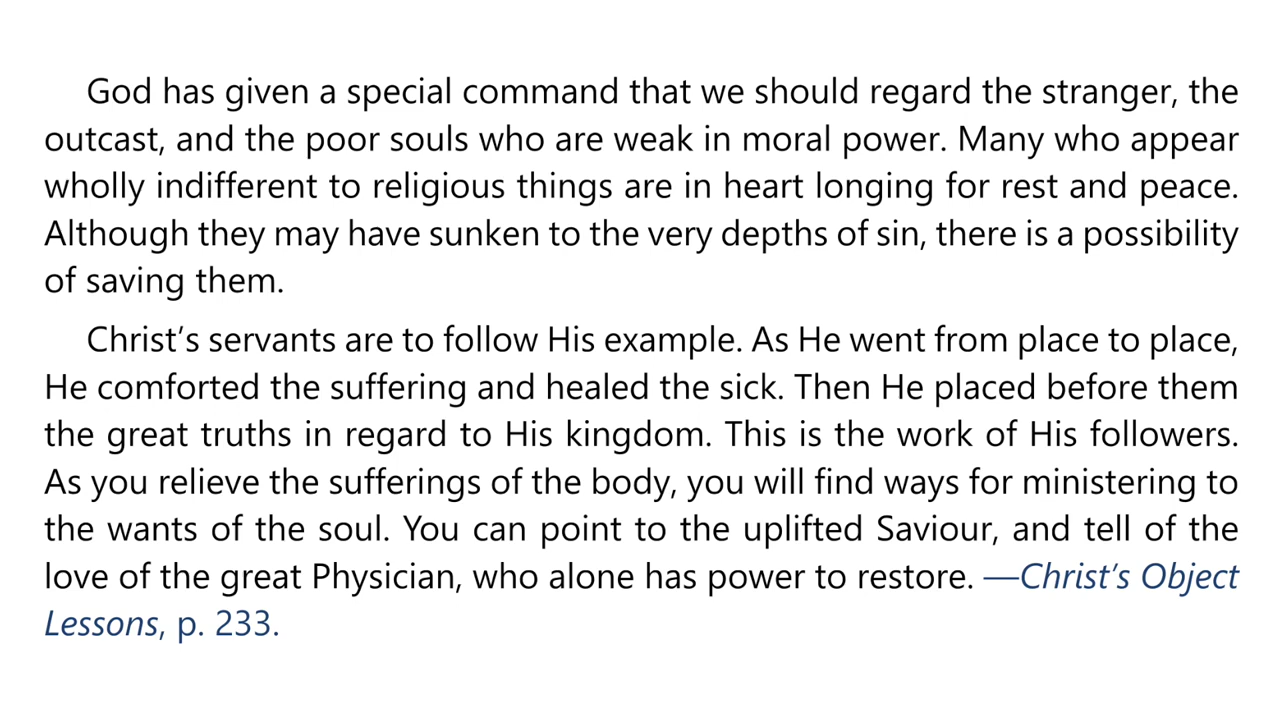 God has given a special command that we should regard the stranger, the
outcast, and the poor souls who are weak in moral power. Many who appear
wholly indifferent to religious things are in heart longing for rest and peace.
Although they may have sunken to the very depths of sin, there is a possibility
of saving them.
Christ’s servants are to follow His example. As He went from place to place,
He comforted the suffering and healed the sick. Then He placed before them
the great truths in regard to His kingdom. This is the work of His followers.
As you relieve the sufferings of the body, you will find ways for ministering to
the wants of the soul. You can point to the uplifted Saviour, and tell of the
love of the great Physician, who alone has power to restore. —Christ’s Object
Lessons, p. 233.